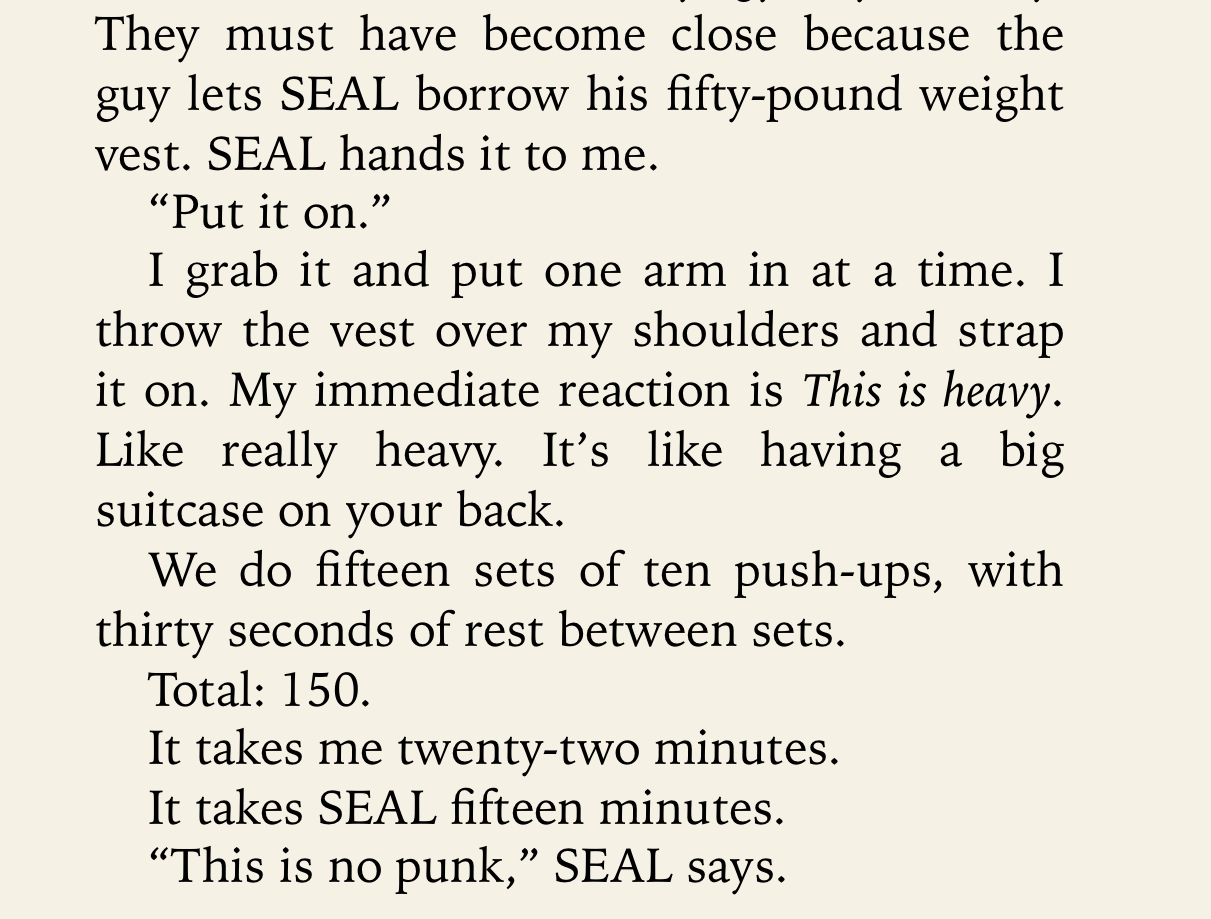 They must have become close because the
guy lets SEAL borrow his fifty-pound weight
vest. SEAL hands it to me.
“Put it on.”
I grab it and put one arm in at a time. I
throw the vest over my shoulders and strap
it on. My immediate reaction is This is heavy.
Like really heavy. It’s like having a big
suitcase on your back.
We do fifteen sets of ten push-ups, with
thirty seconds of rest between sets.
Total: 150.
It takes me twenty-two minutes.
It takes SEAL fifteen minutes.
“This is no punk,” SEAL says.